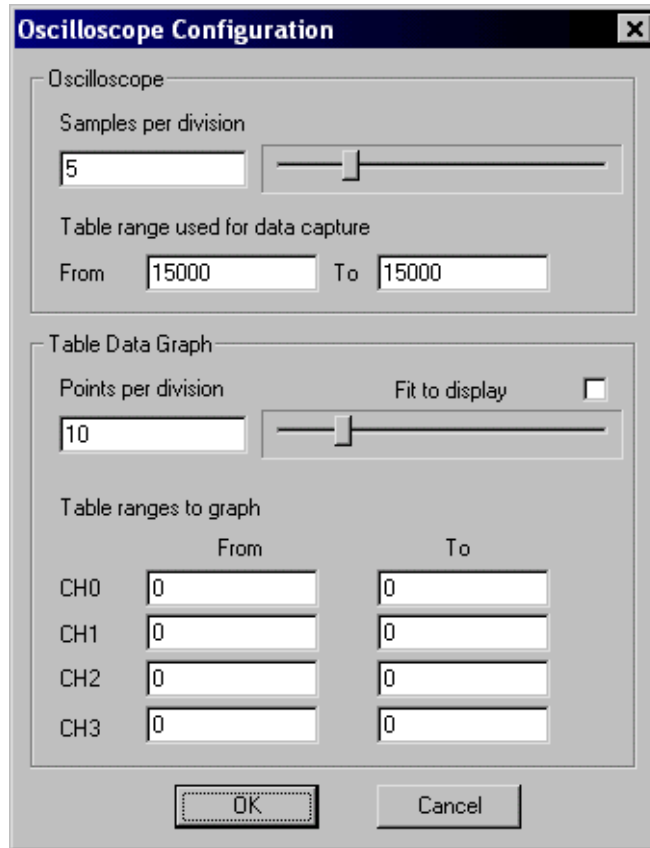 Oscilloscope Configuration
Oscilloscope
Samples per division
5
Table range used for data capture
From 15000 To 15000
Table Data Graph
Points per division Fit to display
10
Table ranges to graph
From To
CH0 0 0
CH1 0 0
CH2 0 0
CH3 0 0
OK Cancel